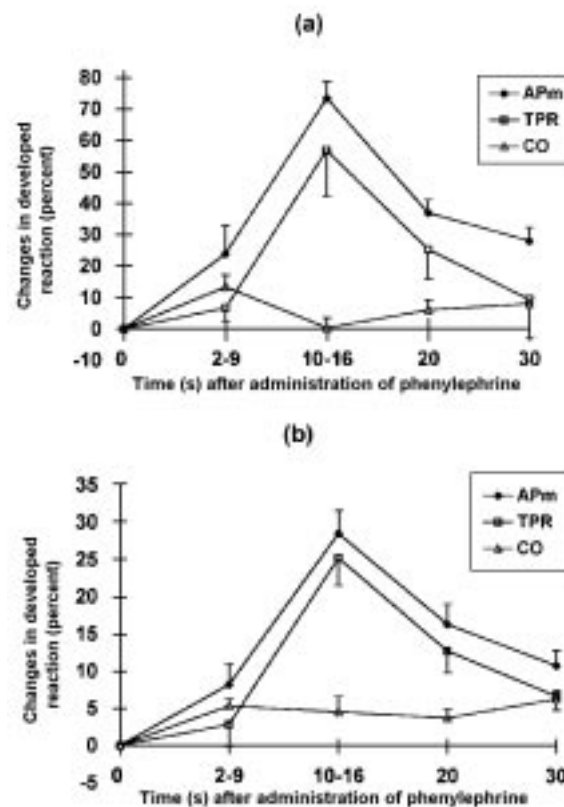 (a)
80
70
60
50
40
30
20
10
0
-10
Changes in developed
reaction (percent)
APm
TPR
CO
0 2-9 10-16 20 30
Time (s) after administration of phenylephrine
(b)
35
30
25
20
15
10
5
0
-5
Changes in developed
reaction (percent)
APm
TPR
CO
0 2-9 10-16 20 30
Time (s) after administration of phenylephrine